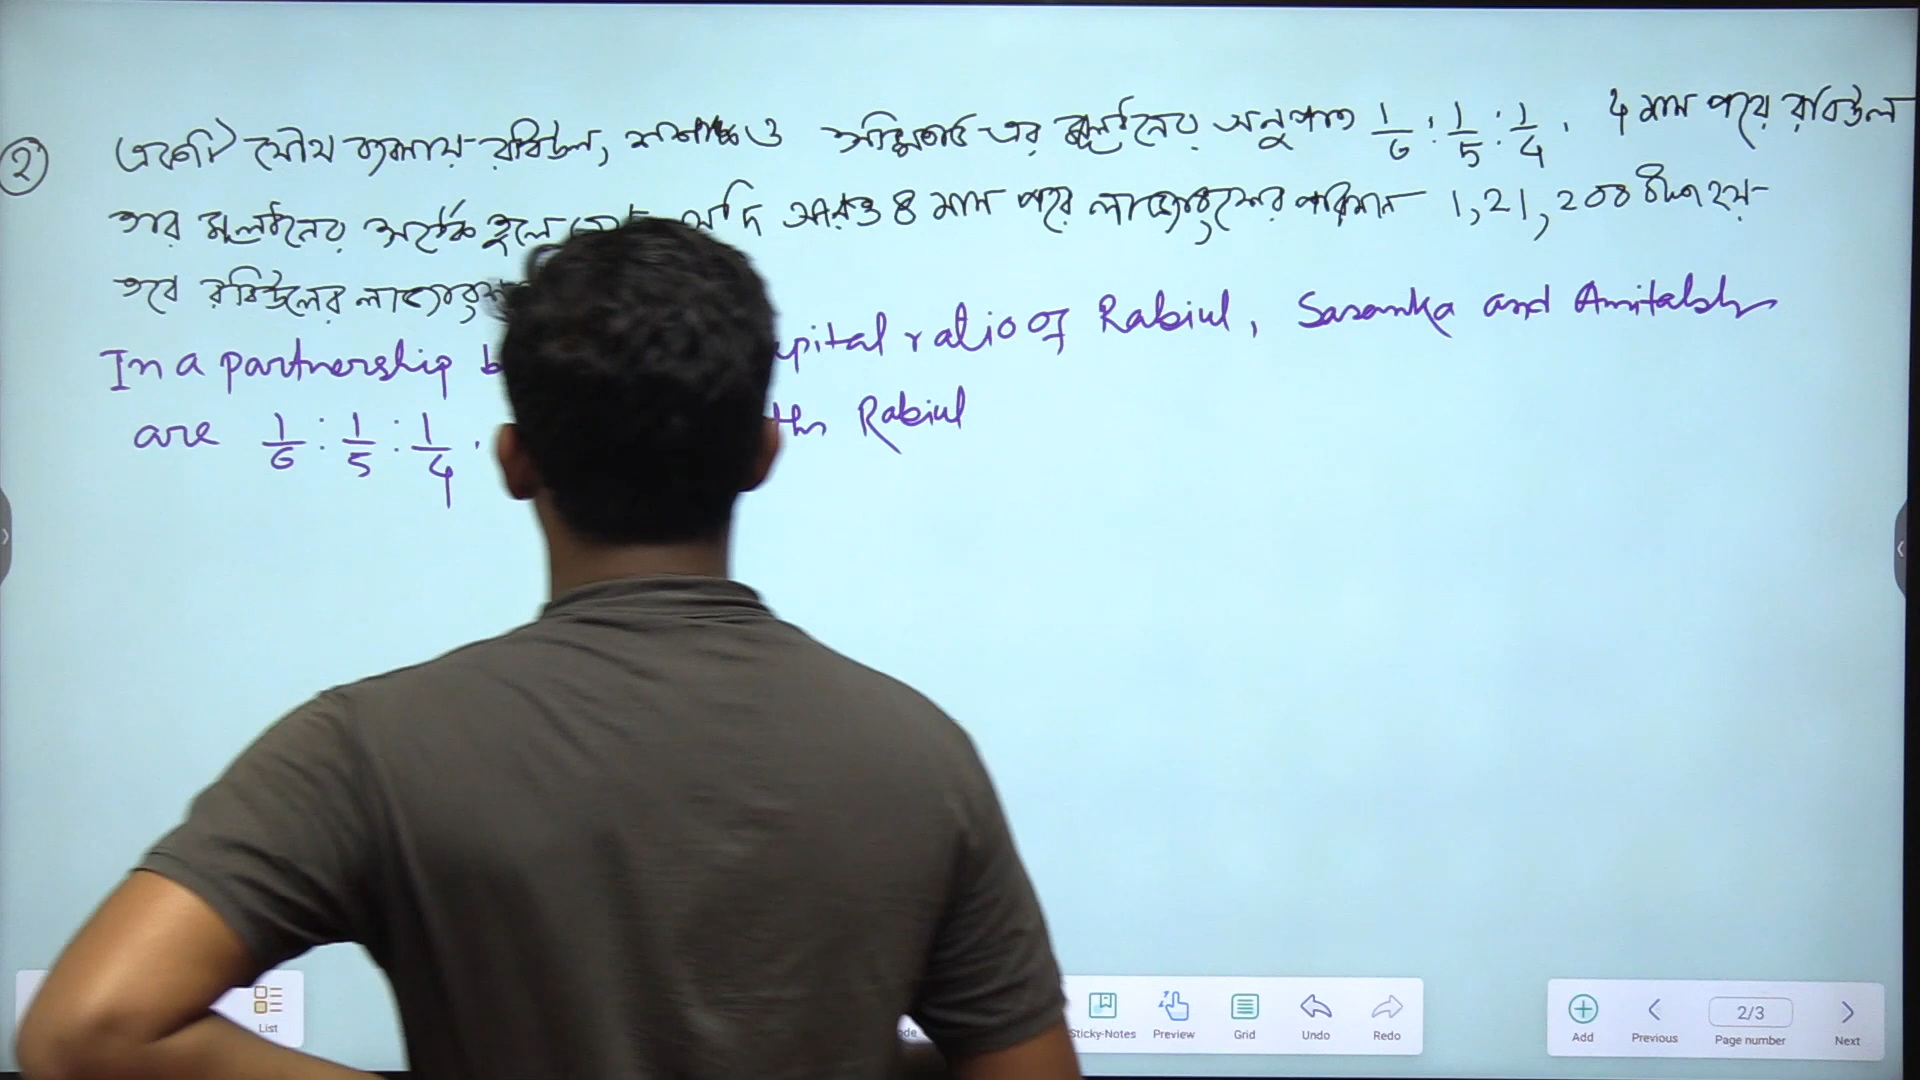 ২ একটি যৌথ ব্যবসায় রবিউল, শশাঙ্ক ও অমিতাভ এর মূলধনের অনুপাত 1/6 : 1/5 : 1/4 . 4 মাস পরে রবিউল
তার মূলধনের অর্ধেক তুলে যদি আরও 8 মাস পরে লাভ্যাংশের পরিমান 1,21,200 টাকা হয়
তবে রবিউলের লাভ্যাংশ
In a partnership b pital ratio of Rabiul, Sasanka and Amitabh
are 1/6 : 1/5 : 1/4 . ths Rabiul
List
Sticky-Notes Preview Grid Undo Redo
Add Previous 2/3 Page number Next